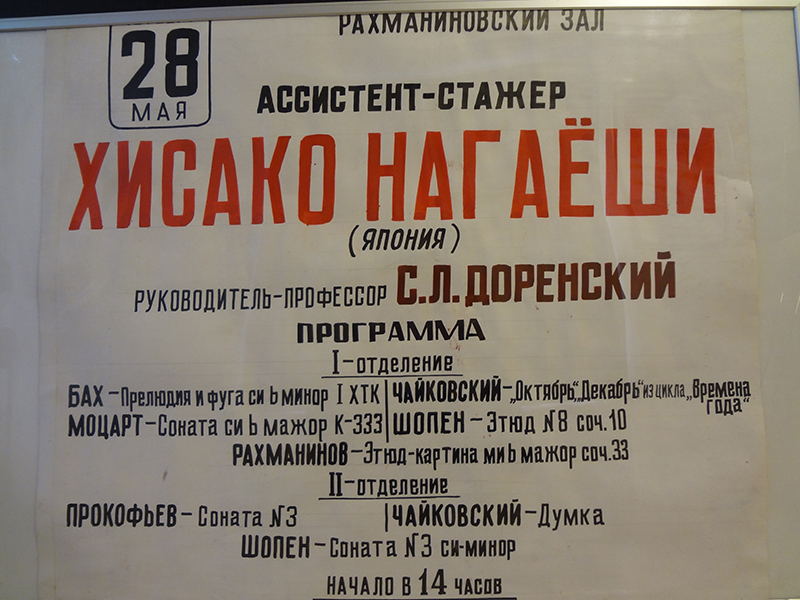 РАХМАНИНОВСКИЙ ЗАЛ
28
МАЯ
АССИСТЕНТ-СТАЖЕР
ХИСАКО НАГАЁШИ
(ЯПОНИЯ)
РУКОВОДИТЕЛЬ-ПРОФЕССОР С.Л.ДОРЕНСКИЙ
ПРОГРАММА
I-отделение
БАХ-Прелюдия и фуга си b минор I ХТК
МОЦАРТ-Соната си b мажор К-333
ЧАЙКОВСКИЙ-„Октябрь",„Декабрь" из цикла „Времена
года"
ШОПЕН-Этюд №8 соч.10
РАХМАНИНОВ-Этюд-картина ми b мажор соч.33
II-отделение
ПРОКОФЬЕВ-Соната №3
ЧАЙКОВСКИЙ-Думка
ШОПЕН-Соната №3 си-минор
НАЧАЛО В 14 ЧАСОВ